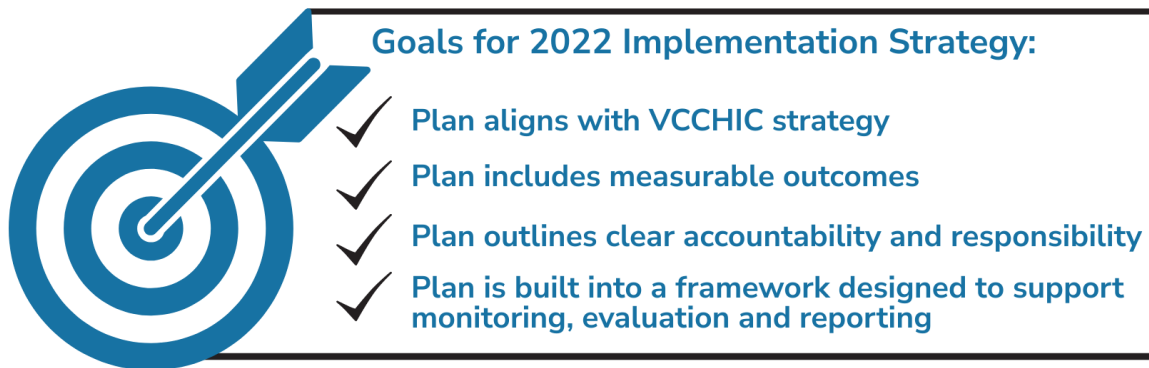 Goals for 2022 Implementation Strategy:
Plan aligns with VCCHIC strategy
Plan includes measurable outcomes
Plan outlines clear accountability and responsibility
Plan is built into a framework designed to support
monitoring, evaluation and reporting